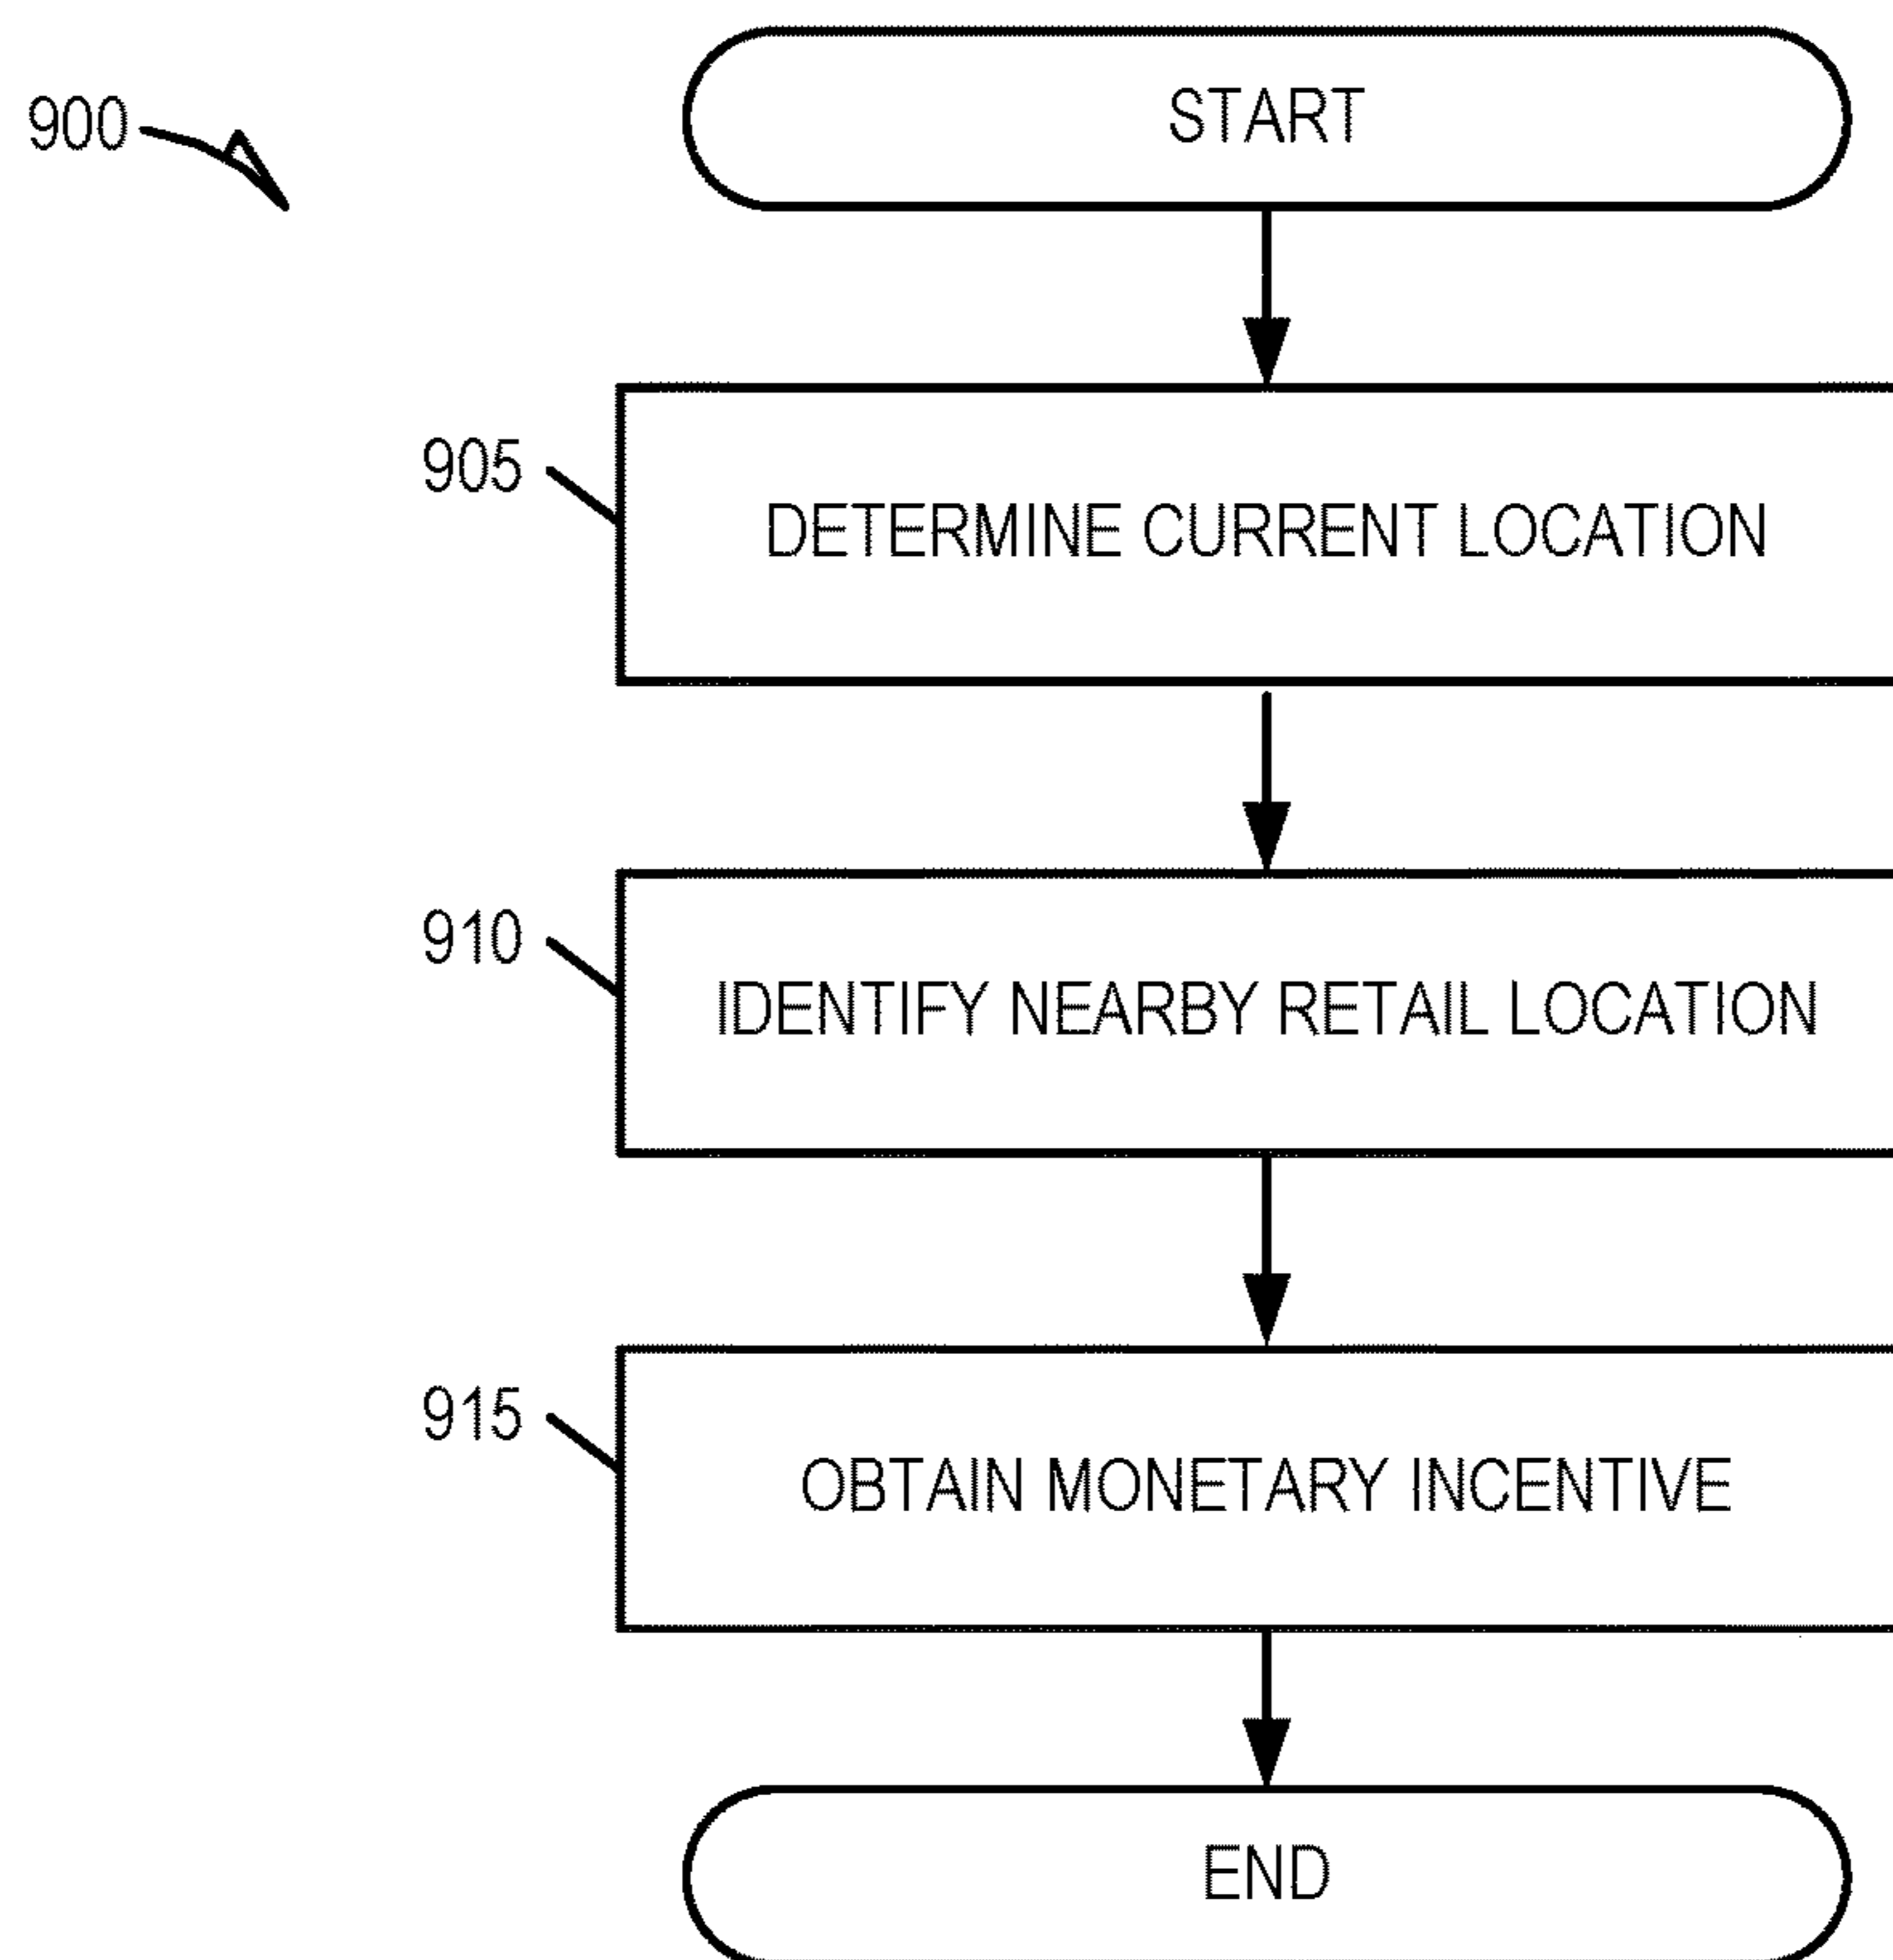 900
START
905
DETERMINE CURRENT LOCATION
910
IDENTIFY NEARBY RETAIL LOCATION
915
OBTAIN MONETARY INCENTIVE
END